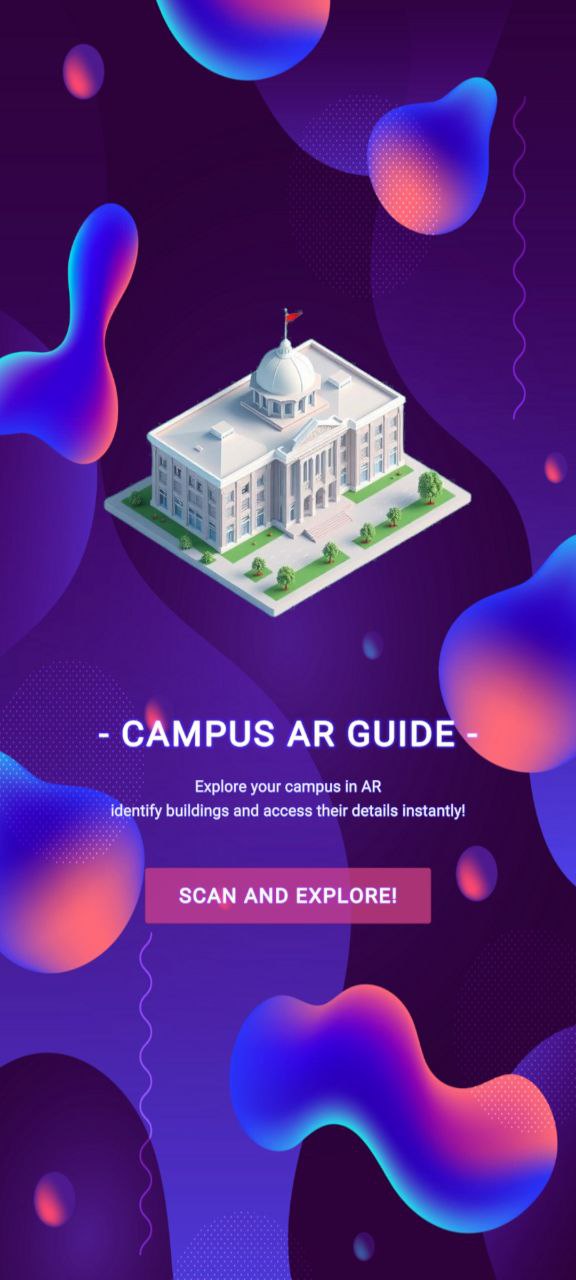 - CAMPUS AR GUIDE -
Explore your campus in AR
identify buildings and access their details instantly!
SCAN AND EXPLORE!